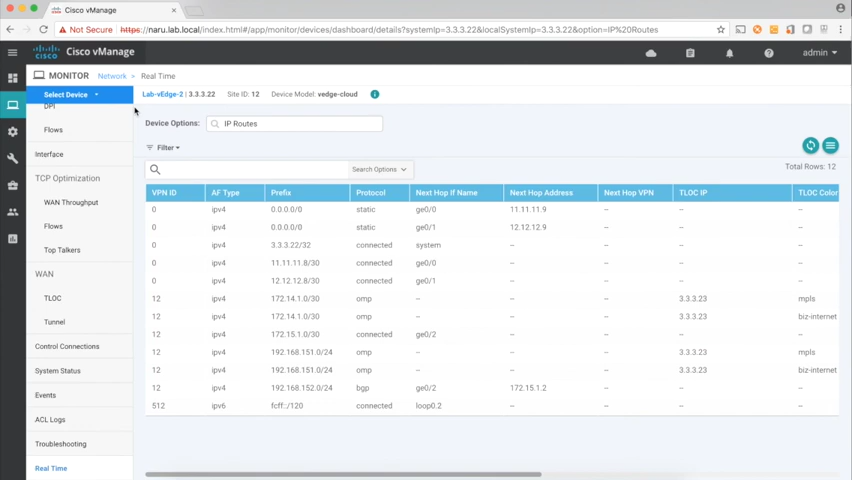 Cisco vManage
Not Secure https://naru.lab.local/index.html#/app/monitor/devices/dashboard/details?systemIp=3.3.3.22&localSystemIp=3.3.3.22&option=IP%20Routes
CISCO Cisco vManage admin
MONITOR Network > Real Time
Select Device Lab-vEdge-2 | 3.3.3.22 Site ID: 12 Device Model: vedge-cloud
DPI
Device Options: IP Routes
Flows
Filter
Interface
Search Options
Total Rows: 12
TCP Optimization
WAN Throughput
Flows
Top Talkers
WAN
TLOC
Tunnel
Control Connections
System Status
Events
ACL Logs
Troubleshooting
Real Time
VPN ID AF Type Prefix Protocol Next Hop If Name Next Hop Address Next Hop VPN TLOC IP TLOC Color
0 ipv4 0.0.0.0/0 static ge0/0 11.11.11.9 -- -- --
0 ipv4 0.0.0.0/0 static ge0/1 12.12.12.9 -- -- --
0 ipv4 3.3.3.22/32 connected system -- -- -- --
0 ipv4 11.11.11.8/30 connected ge0/0 -- -- -- --
0 ipv4 12.12.12.8/30 connected ge0/1 -- -- -- --
12 ipv4 172.14.1.0/30 omp -- -- -- 3.3.3.23 mpls
12 ipv4 172.14.1.0/30 omp -- -- -- 3.3.3.23 biz-internet
12 ipv4 172.15.1.0/30 connected ge0/2 -- -- -- --
12 ipv4 192.168.151.0/24 omp -- -- -- 3.3.3.23 mpls
12 ipv4 192.168.151.0/24 omp -- -- -- 3.3.3.23 biz-internet
12 ipv4 192.168.152.0/24 bgp ge0/2 172.15.1.2 -- -- --
512 ipv6 fcff::/120 connected loop0.2 -- -- -- --